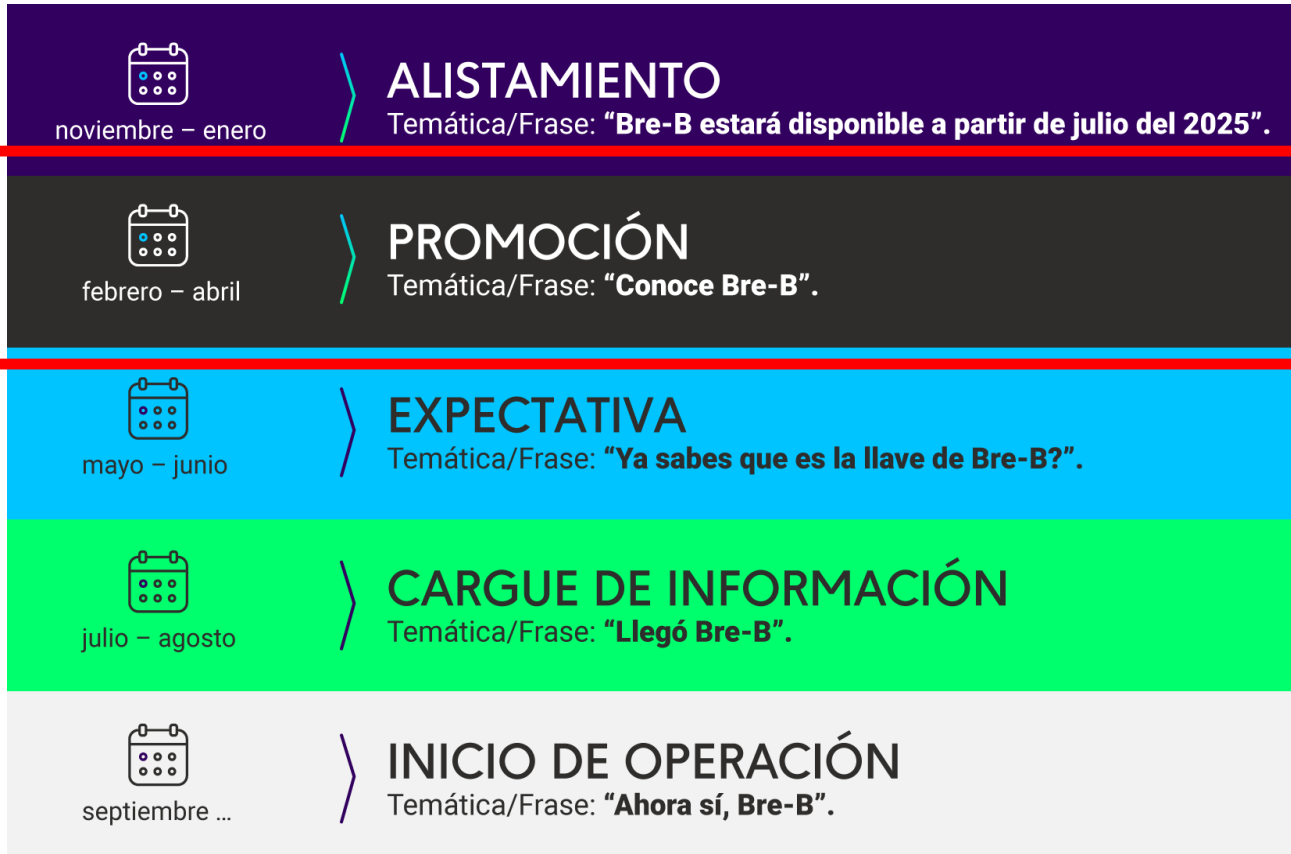 noviembre – enero
ALISTAMIENTO
Temática/Frase: “Bre-B estará disponible a partir de julio del 2025”.
febrero – abril
PROMOCIÓN
Temática/Frase: “Conoce Bre-B”.
mayo – junio
EXPECTATIVA
Temática/Frase: “Ya sabes que es la llave de Bre-B?”.
julio – agosto
CARGUE DE INFORMACIÓN
Temática/Frase: “Llegó Bre-B”.
septiembre ...
INICIO DE OPERACIÓN
Temática/Frase: “Ahora sí, Bre-B”.